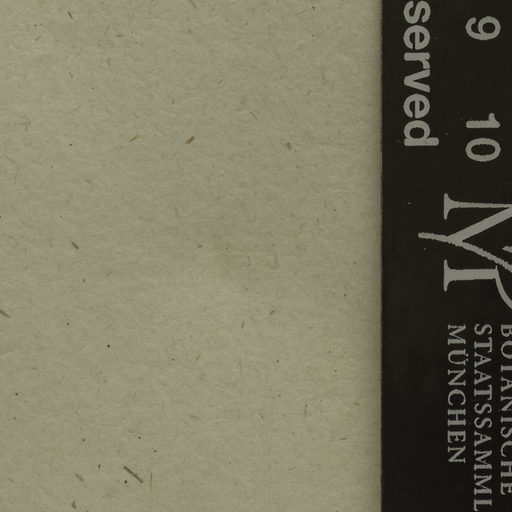 served
9 10
BOTANISCHE
STAATSSAMML
MÜNCHEN